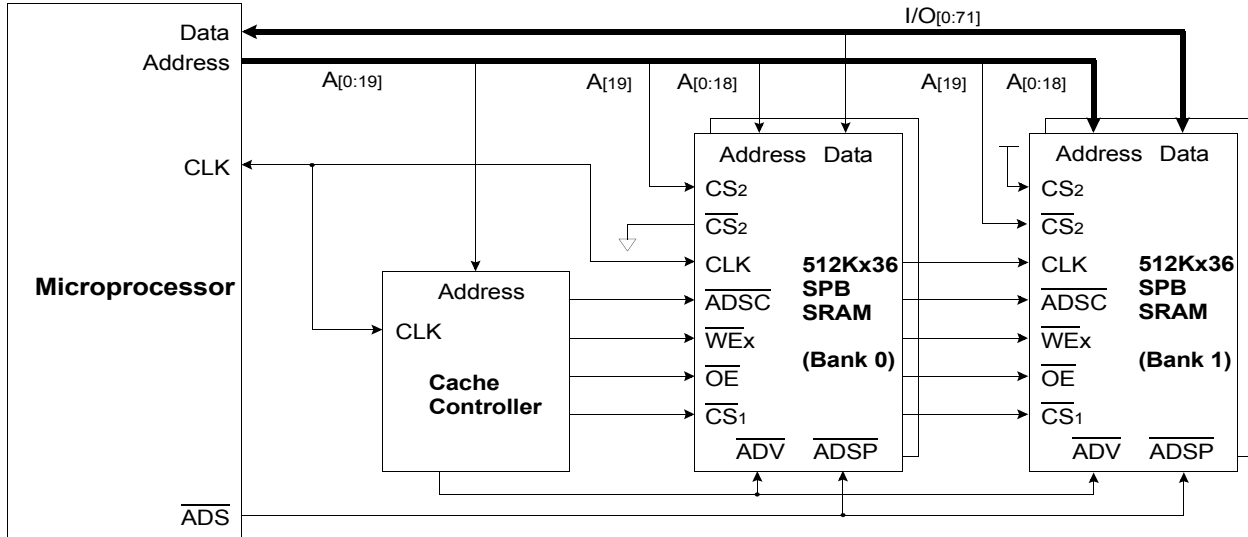 I/O[0:71]
Data
Address
A[0:19]
A[19]
A[0:18]
A[19]
A[0:18]
CLK
Microprocessor
ADS
Address
CLK
Cache
Controller
Address Data
CS2
CS2
CLK
ADSC
WEx
OE
CS1
ADV ADSP
512Kx36
SPB
SRAM
(Bank 0)
Address Data
CS2
CS2
CLK
ADSC
WEx
OE
CS1
ADV ADSP
512Kx36
SPB
SRAM
(Bank 1)